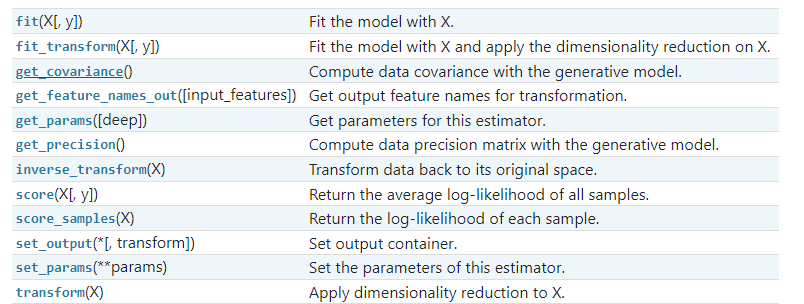 fit(X[, y]) Fit the model with X.
fit_transform(X[, y]) Fit the model with X and apply the dimensionality reduction on X.
get_covariance() Compute data covariance with the generative model.
get_feature_names_out([input_features]) Get output feature names for transformation.
get_params([deep]) Get parameters for this estimator.
get_precision() Compute data precision matrix with the generative model.
inverse_transform(X) Transform data back to its original space.
score(X[, y]) Return the average log-likelihood of all samples.
score_samples(X) Return the log-likelihood of each sample.
set_output(*[, transform]) Set output container.
set_params(**params) Set the parameters of this estimator.
transform(X) Apply dimensionality reduction to X.